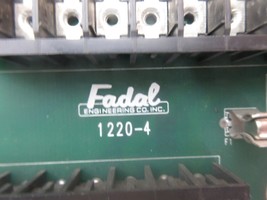 Fadal
ENGINEERING CO. INC.
1220-4